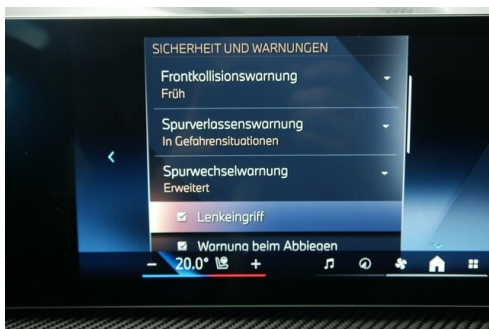 SICHERHEIT UND WARNUNGEN
Frontkollisionswarnung
Früh
Spurverlassenswarnung
In Gefahrensituationen
Spurwechselwarnung
Erweitert
Lenkeingriff
Warnung beim Abbiegen
- 20.0° +